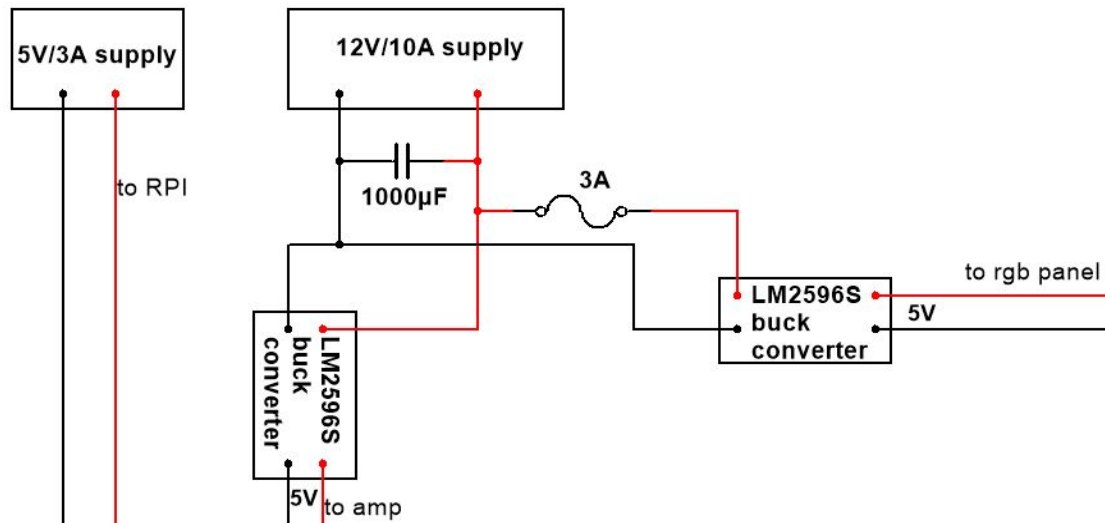 5V/3A supply
12V/10A supply
to RPI
1000µF
3A
to rgb panel
LM2596S
buck
converter
5V
LM2596S
buck
converter
5V
to amp